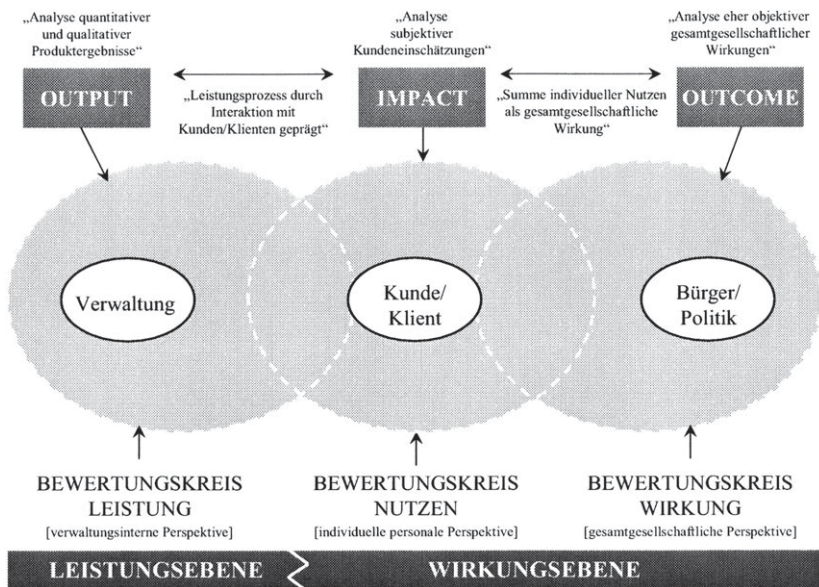 „Analyse quantitativer
und qualitativer
Produktergebnisse“
OUTPUT
„Leistungsprozess durch
Interaktion mit
Kunden/Klienten geprägt“
„Analyse
subjektiver
Kundeneinschätzungen“
IMPACT
„Summe individueller Nutzen
als gesamtgesellschaftliche
Wirkung“
„Analyse eher objektiver
gesamtgesellschaftlicher
Wirkungen“
OUTCOME
Verwaltung
Kunde/
Klient
Bürger/
Politik
BEWERTUNGSKREIS
LEISTUNG
[verwaltungsinterne Perspektive]
BEWERTUNGSKREIS
NUTZEN
[individuelle personale Perspektive]
BEWERTUNGSKREIS
WIRKUNG
[gesamtgesellschaftliche Perspektive]
LEISTUNGSEBENE
WIRKUNGSEBENE